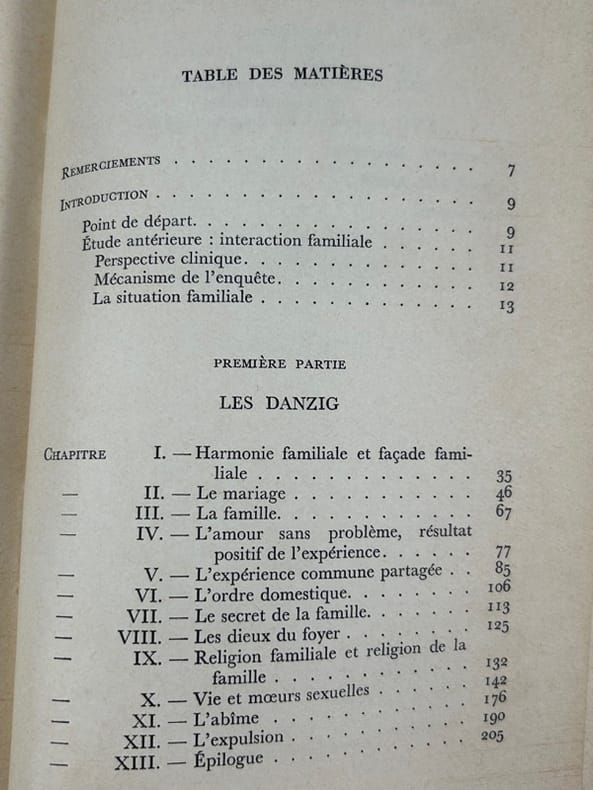 TABLE DES MATIÈRES
REMERCIEMENTS . . . . . . . . . . . . . . . . . . 7
INTRODUCTION . . . . . . . . . . . . . . . . . . . 9
Point de départ. . . . . . . . . . . . . . . . . 9
Étude antérieure : interaction familiale . . . . . . 11
Perspective clinique. . . . . . . . . . . . . . 11
Mécanisme de l'enquête. . . . . . . . . . . . 12
La situation familiale . . . . . . . . . . . . . 13
PREMIÈRE PARTIE
LES DANZIG
CHAPITRE I. — Harmonie familiale et façade fami-
liale . . . . . . . . . . . . . 35
— II. — Le mariage . . . . . . . . . . . 46
— III. — La famille. . . . . . . . . . . . 67
— IV. — L'amour sans problème, résultat
positif de l'expérience. . . . . . 77
— V. — L'expérience commune partagée . . 85
— VI. — L'ordre domestique. . . . . . . . 106
— VII. — Le secret de la famille. . . . . . . 113
— VIII. — Les dieux du foyer . . . . . . . . 125
— IX. — Religion familiale et religion de la
famille . . . . . . . . . . . . 132
— X. — Vie et mœurs sexuelles . . . . . . 142
— XI. — L'abîme . . . . . . . . . . . . 176
— XII. — L'expulsion . . . . . . . . . . . 190
— XIII. — Épilogue . . . . . . . . . . . . 205